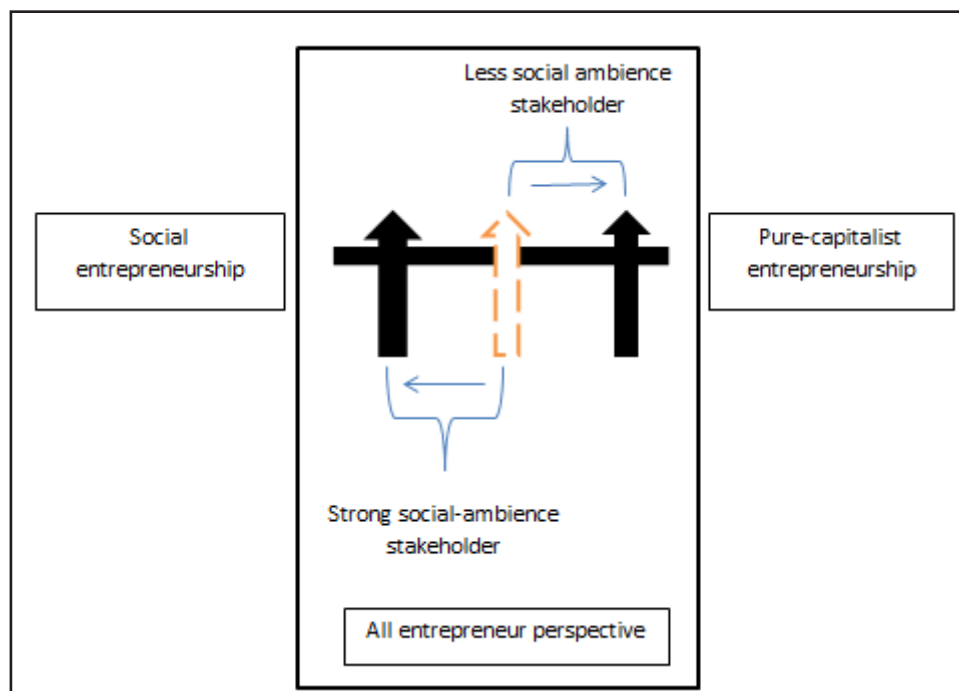 Less social ambience
stakeholder
Social
entrepreneurship
Pure-capitalist
entrepreneurship
Strong social-ambience
stakeholder
All entrepreneur perspective